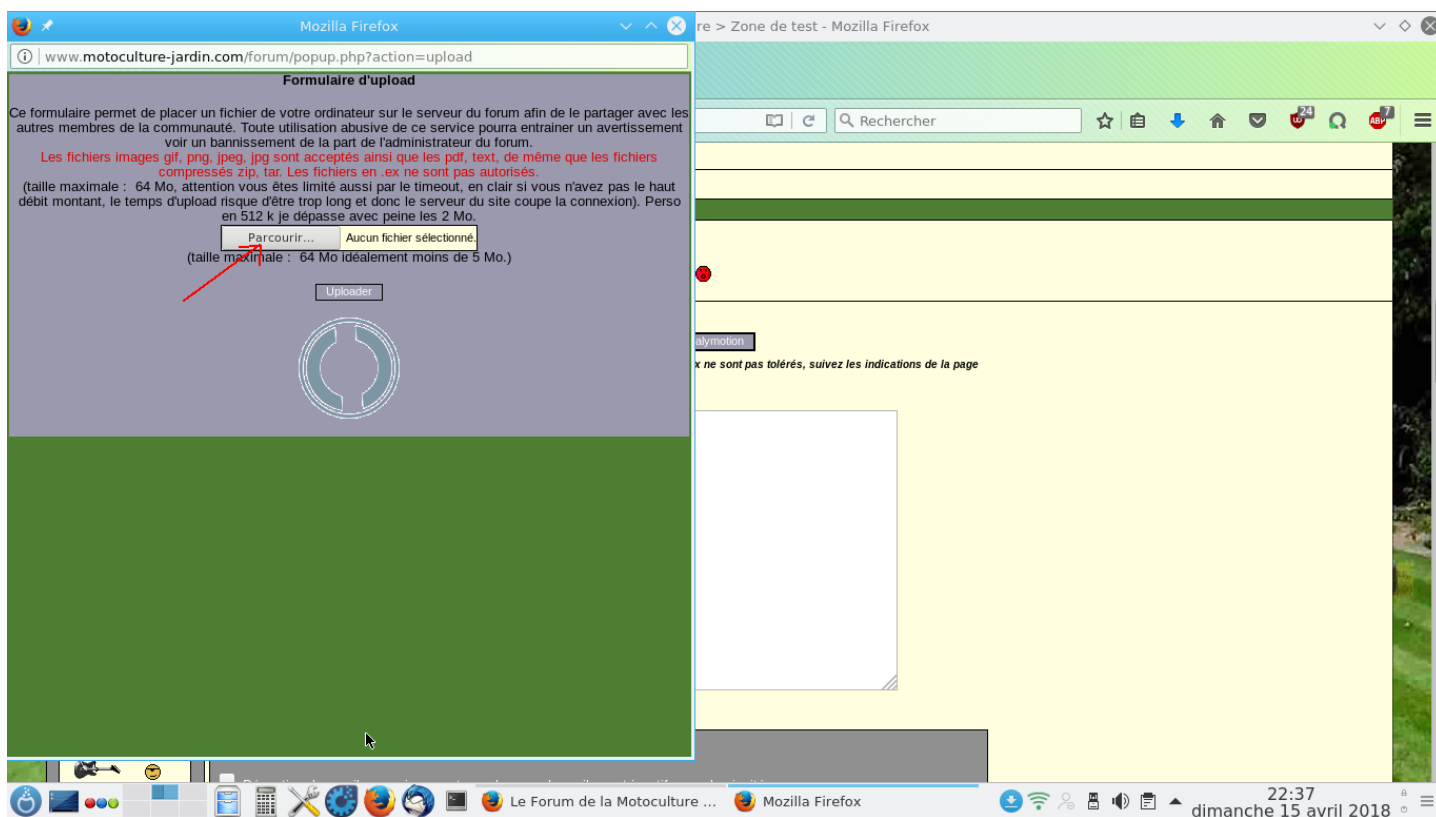 Mozilla Firefox
re > Zone de test - Mozilla Firefox
www.motoculture-jardin.com/forum/popup.php?action=upload
Formulaire d'upload
Ce formulaire permet de placer un fichier de votre ordinateur sur le serveur du forum afin de le partager avec les
autres membres de la communauté. Toute utilisation abusive de ce service pourra entrainer un avertissement
voir un bannissement de la part de l'administrateur du forum.
Les fichiers images gif, png, jpeg, jpg sont acceptés ainsi que les pdf, text, de même que les fichiers
compressés zip, tar. Les fichiers en .ex ne sont pas autorisés.
(taille maximale : 64 Mo, attention vous êtes limité aussi par le timeout, en clair si vous n'avez pas le haut
débit montant, le temps d'upload risque d'être trop long et donc le serveur du site coupe la connexion). Perso
en 512 k je dépasse avec peine les 2 Mo.
Parcourir... Aucun fichier sélectionné.
(taille maximale : 64 Mo idéalement moins de 5 Mo.)
Uploader
Rechercher
24
ABP
7
alymotion
x ne sont pas tolérés, suivez les indications de la page
Le Forum de la Motoculture ...
Mozilla Firefox
22:37
dimanche 15 avril 2018